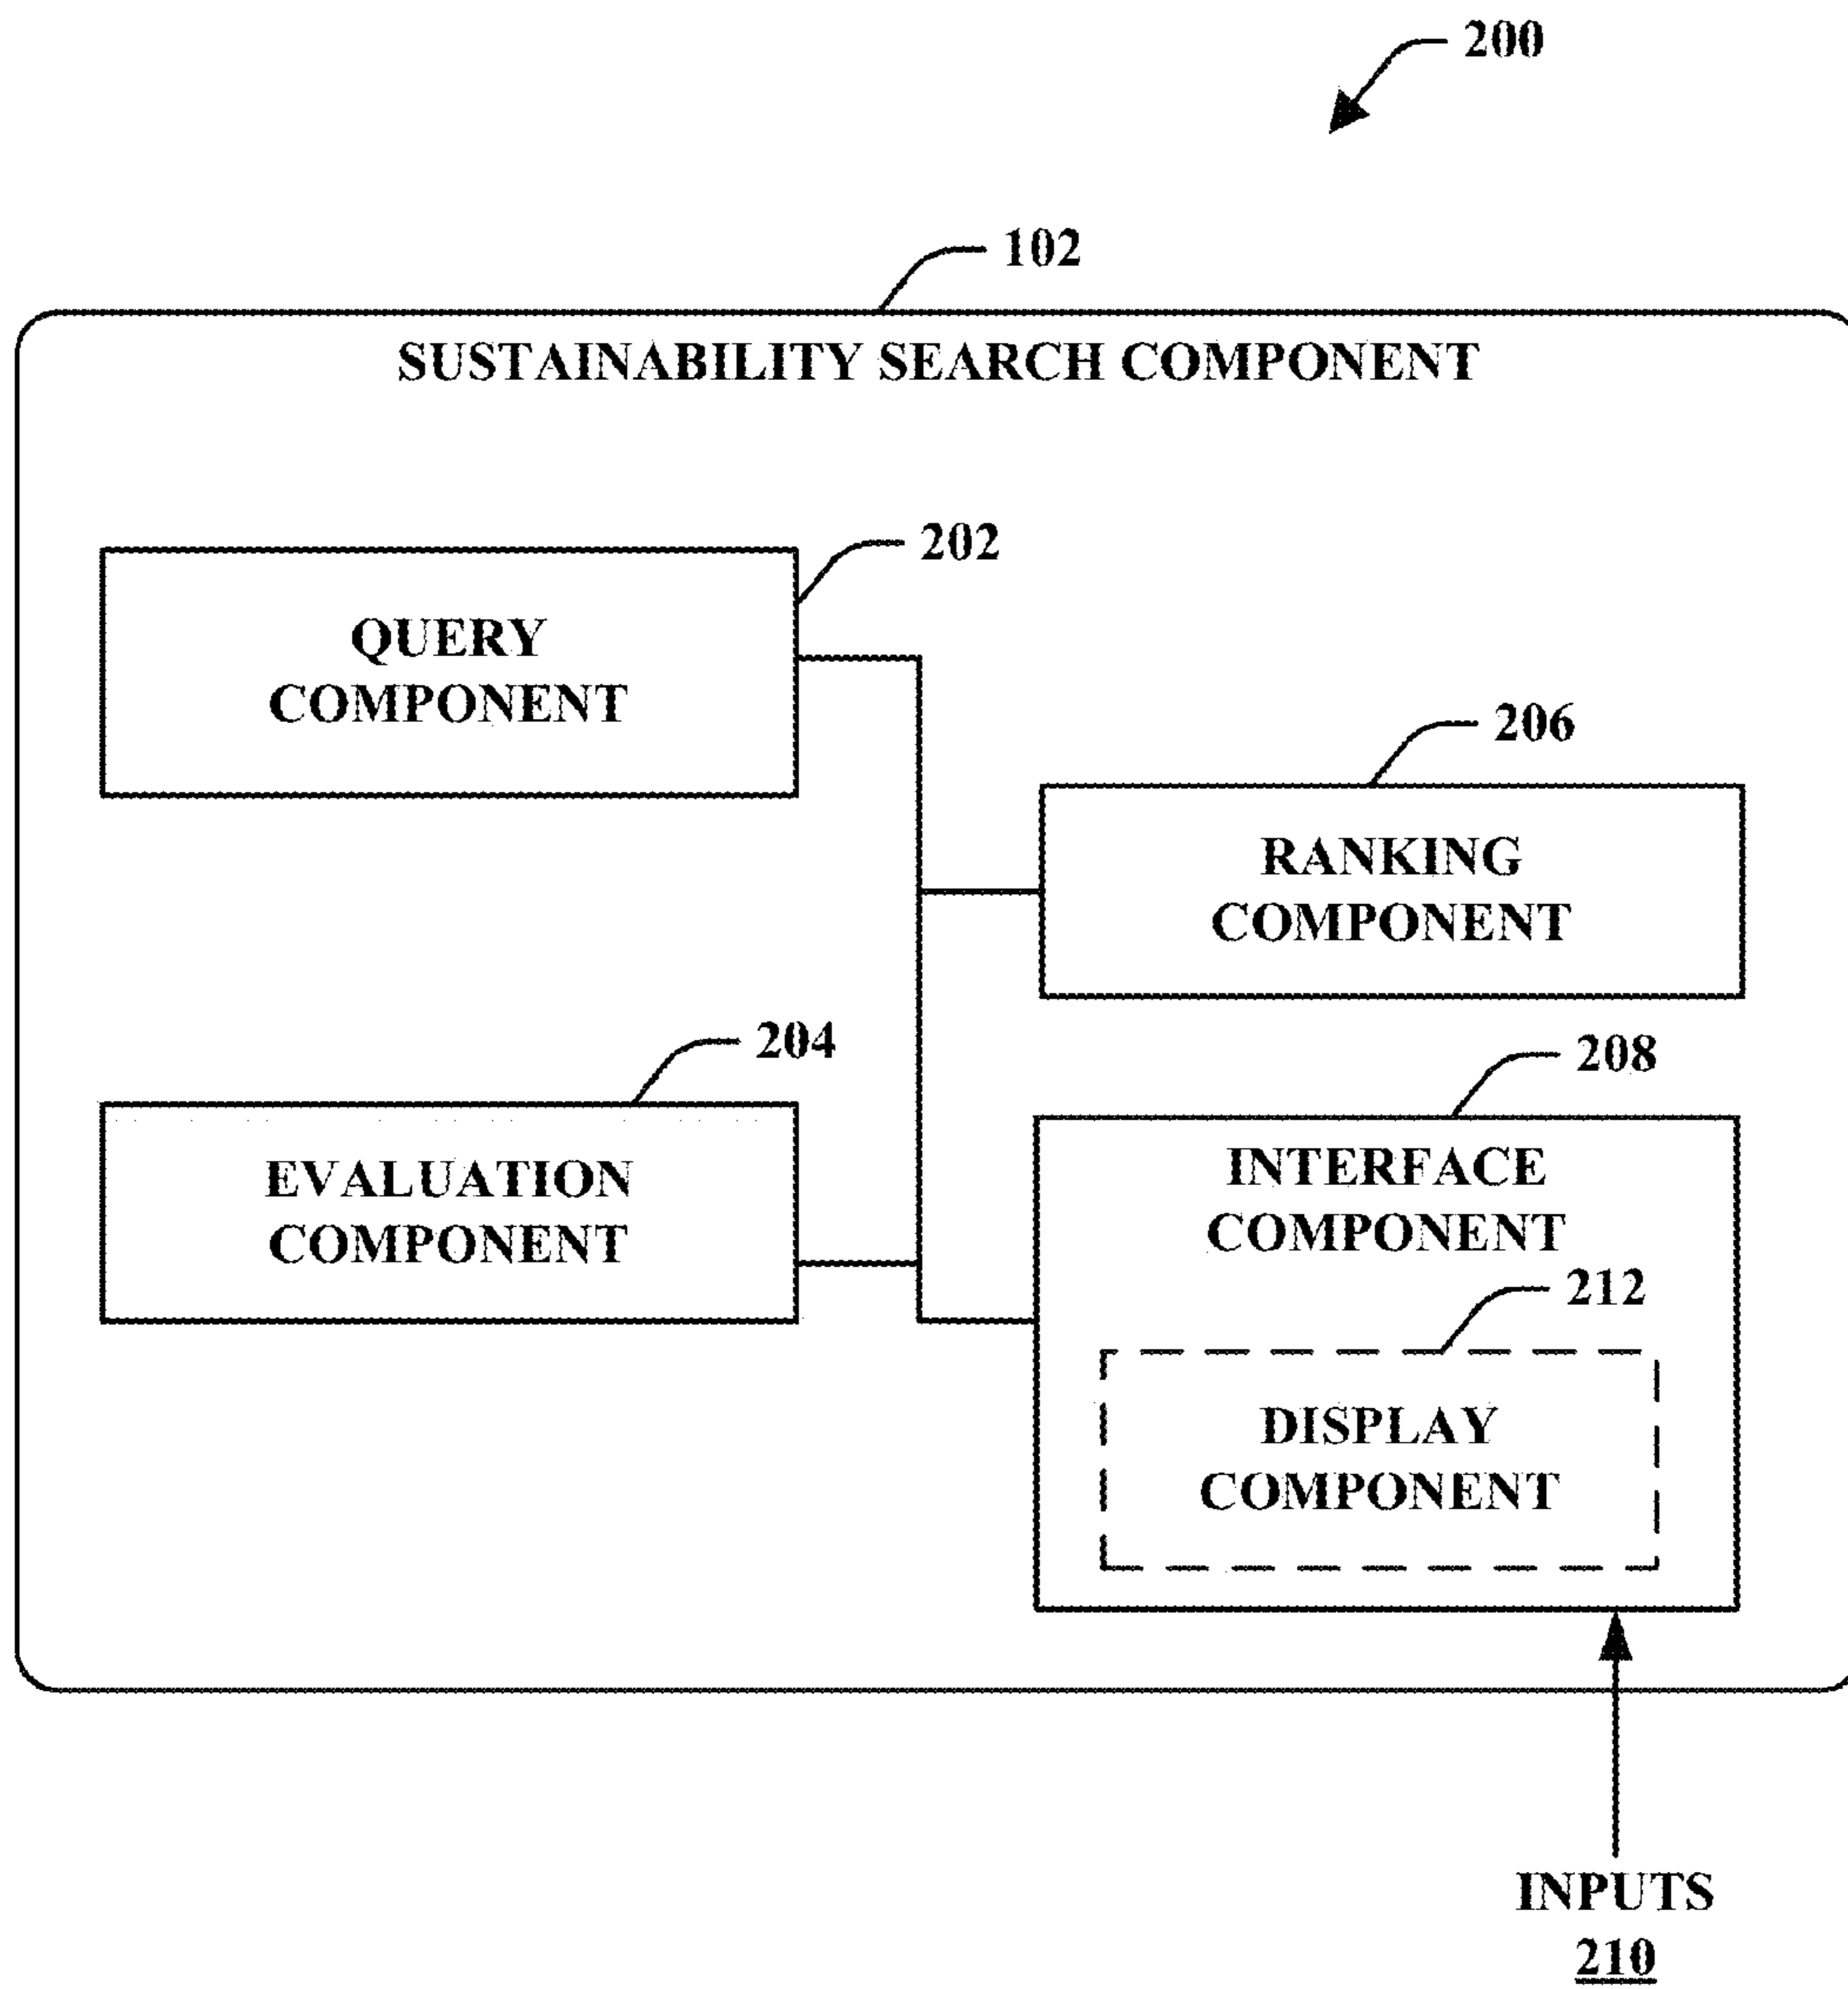 200
102
SUSTAINABILITY SEARCH COMPONENT
202
QUERY
COMPONENT
206
RANKING
COMPONENT
204
EVALUATION
COMPONENT
208
INTERFACE
COMPONENT
212
DISPLAY
COMPONENT
INPUTS
210